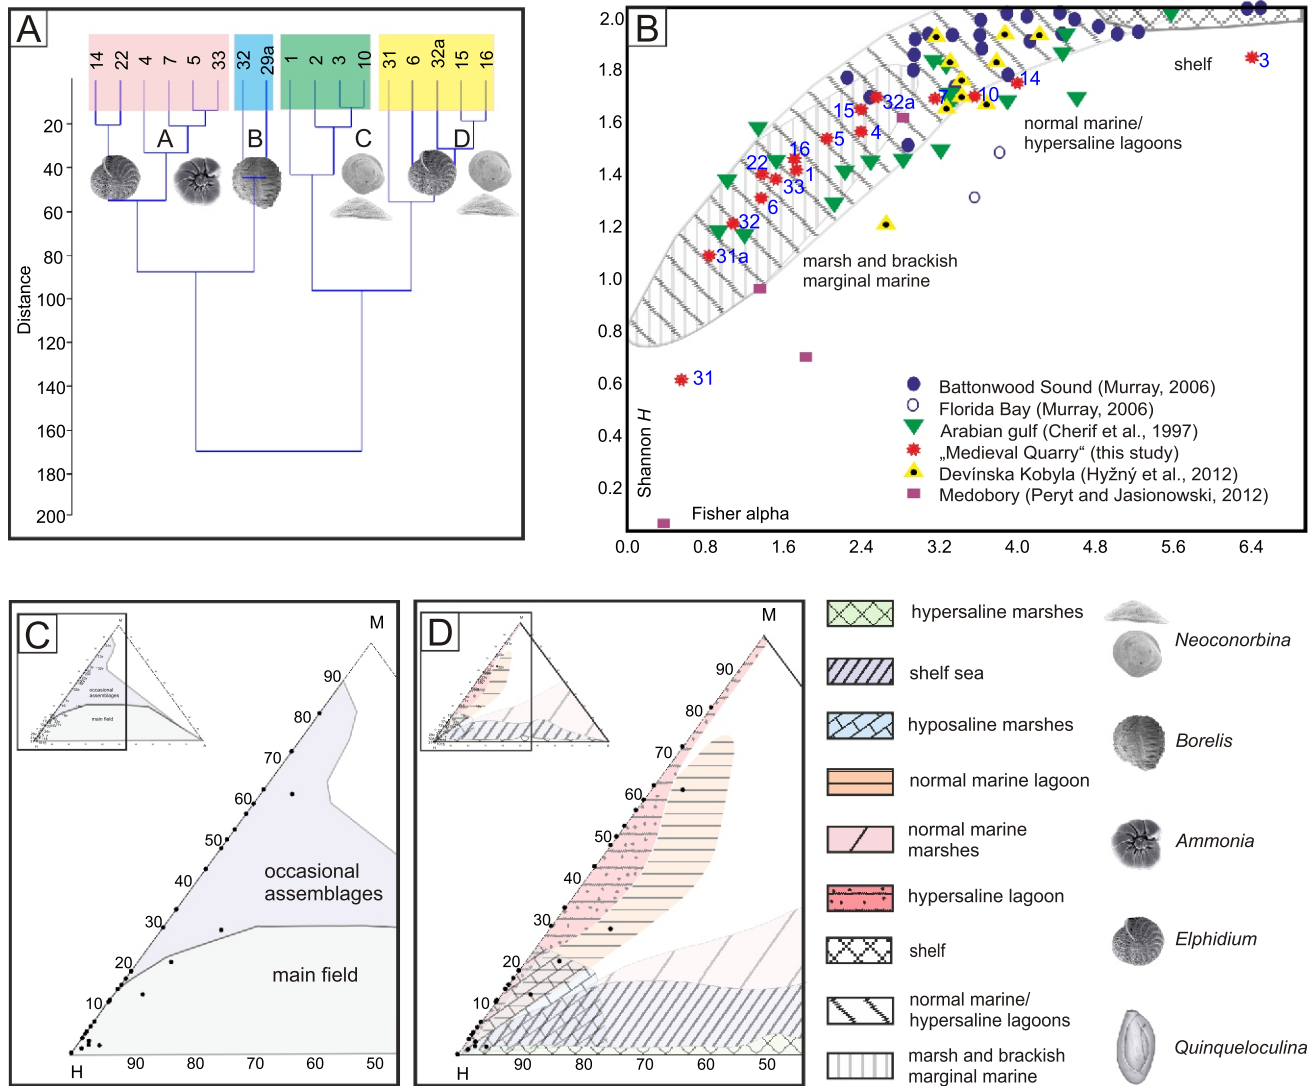 A
14 22 4 7 5 33 32 29a 1 2 3 10 31 6 32a 15 16
A B C D
Distance
20
40
60
80
100
120
140
160
180
200
B
2.0
1.8
1.6
1.4
1.2
1.0
0.8
0.6
0.4
0.2
Shannon H
Fisher alpha
0.0 0.8 1.6 2.4 3.2 4.0 4.8 5.6 6.4
shelf
3
14
7
10
normal marine/
hypersaline lagoons
32a
15
4
5
16
22
1
33
6
32
31a
marsh and brackish
marginal marine
31
Battonwood Sound (Murray, 2006)
Florida Bay (Murray, 2006)
Arabian gulf (Cherif et al., 1997)
„Medieval Quarry“ (this study)
Devínska Kobyla (Hyžný et al., 2012)
Medobory (Peryt and Jasionowski, 2012)
C
M
occasional
assemblages
main field
H
M
90
80
70
60
50
40
30
20
10
H
90 80 70 60 50
occasional
assemblages
main field
D
M
H
M
90
80
70
60
50
40
30
20
10
H
90 80 70 60 50
hypersaline marshes
shelf sea
hyposaline marshes
normal marine lagoon
normal marine
marshes
hypersaline lagoon
shelf
normal marine/
hypersaline lagoons
marsh and brackish
marginal marine
Neoconorbina
Borelis
Ammonia
Elphidium
Quinqueloculina